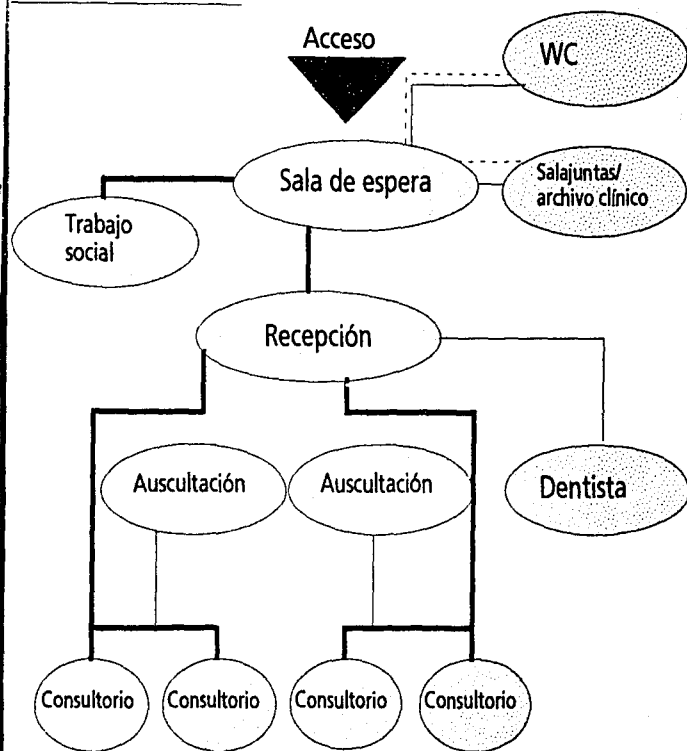 Acceso
WC
Sala de espera
Salajuntas/
archivo clínico
Trabajo
social
Recepción
Auscultación
Auscultación
Dentista
Consultorio
Consultorio
Consultorio
Consultorio